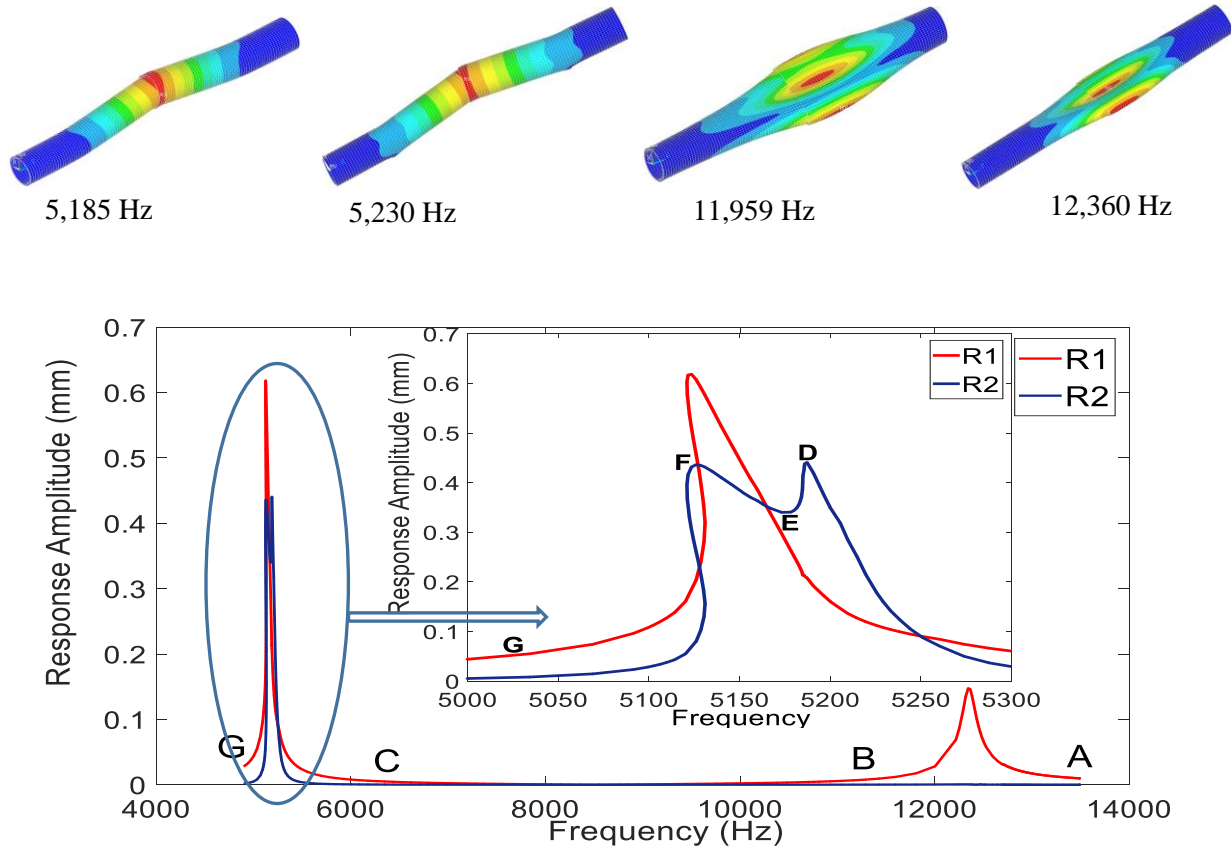 5,185 Hz
5,230 Hz
11,959 Hz
12,360 Hz
0.7
0.6
0.5
0.4
0.3
0.2
0.1
0
Response Amplitude (mm)
4000 6000 8000 10000 12000 14000
Frequency (Hz)
G
C
B
A
R1
R2
0.7
0.6
0.5
0.4
0.3
0.2
0.1
0
Response Amplitude (mm)
5000 5050 5100 5150 5200 5250 5300
Frequency
G
F
E
D
R1
R2